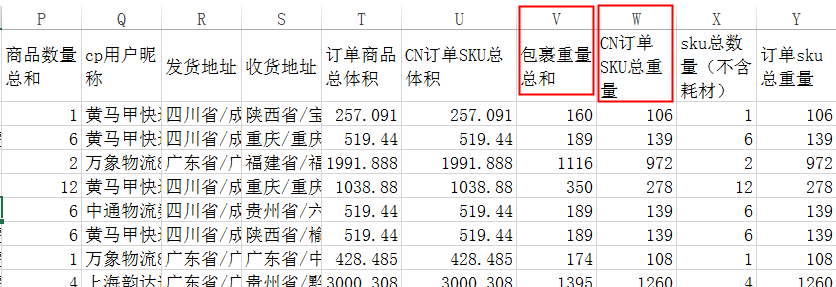 P Q R S T U V W X Y
商品数量总和 cp用户昵称 发货地址 收货地址 订单商品总体积 CN订单SKU总体积 包裹重量总和 CN订单SKU总重量 sku总数量（不含耗材） 订单sku总重量
1 黄马甲快 四川省/成 陕西省/宝 257.091 257.091 160 106 1 106
6 黄马甲快 四川省/成 重庆/重庆 519.44 519.44 189 139 6 139
2 万象物流 广东省/广 福建省/福 1991.888 1991.888 1116 972 2 972
12 黄马甲快 四川省/成 重庆/重庆 1038.88 1038.88 350 278 12 278
6 中通物流 四川省/成 贵州省/六 519.44 519.44 189 139 6 139
6 黄马甲快 四川省/成 陕西省/榆 519.44 519.44 189 139 6 139
1 万象物流 广东省/广 广东省/中 428.485 428.485 174 108 1 108
4 上海韵达 广东省/广 贵州省/黔 3000.308 3000.308 1395 1260 4 1260